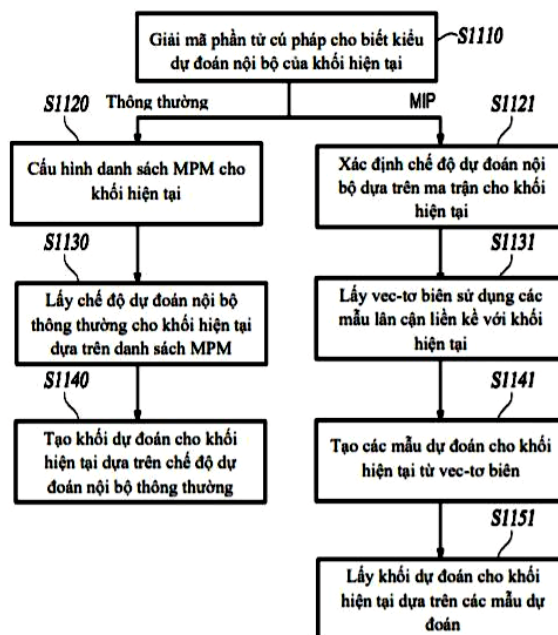 S1110
Giải mã phần tử cú pháp cho biết kiểu
dự đoán nội bộ của khối hiện tại
Thông thường
MIP
S1120
Cấu hình danh sách MPM cho
khối hiện tại
S1130
Lấy chế độ dự đoán nội bộ
thông thường cho khối hiện tại
dựa trên danh sách MPM
S1140
Tạo khối dự đoán cho khối
hiện tại dựa trên chế độ dự
đoán nội bộ thông thường
S1121
Xác định chế độ dự đoán nội
bộ dựa trên ma trận cho khối
hiện tại
S1131
Lấy vec-tơ biên sử dụng các
mẫu lân cận liền kề với khối
hiện tại
S1141
Tạo các mẫu dự đoán cho khối
hiện tại từ vec-tơ biên
S1151
Lấy khối dự đoán cho khối
hiện tại dựa trên các mẫu dự
đoán